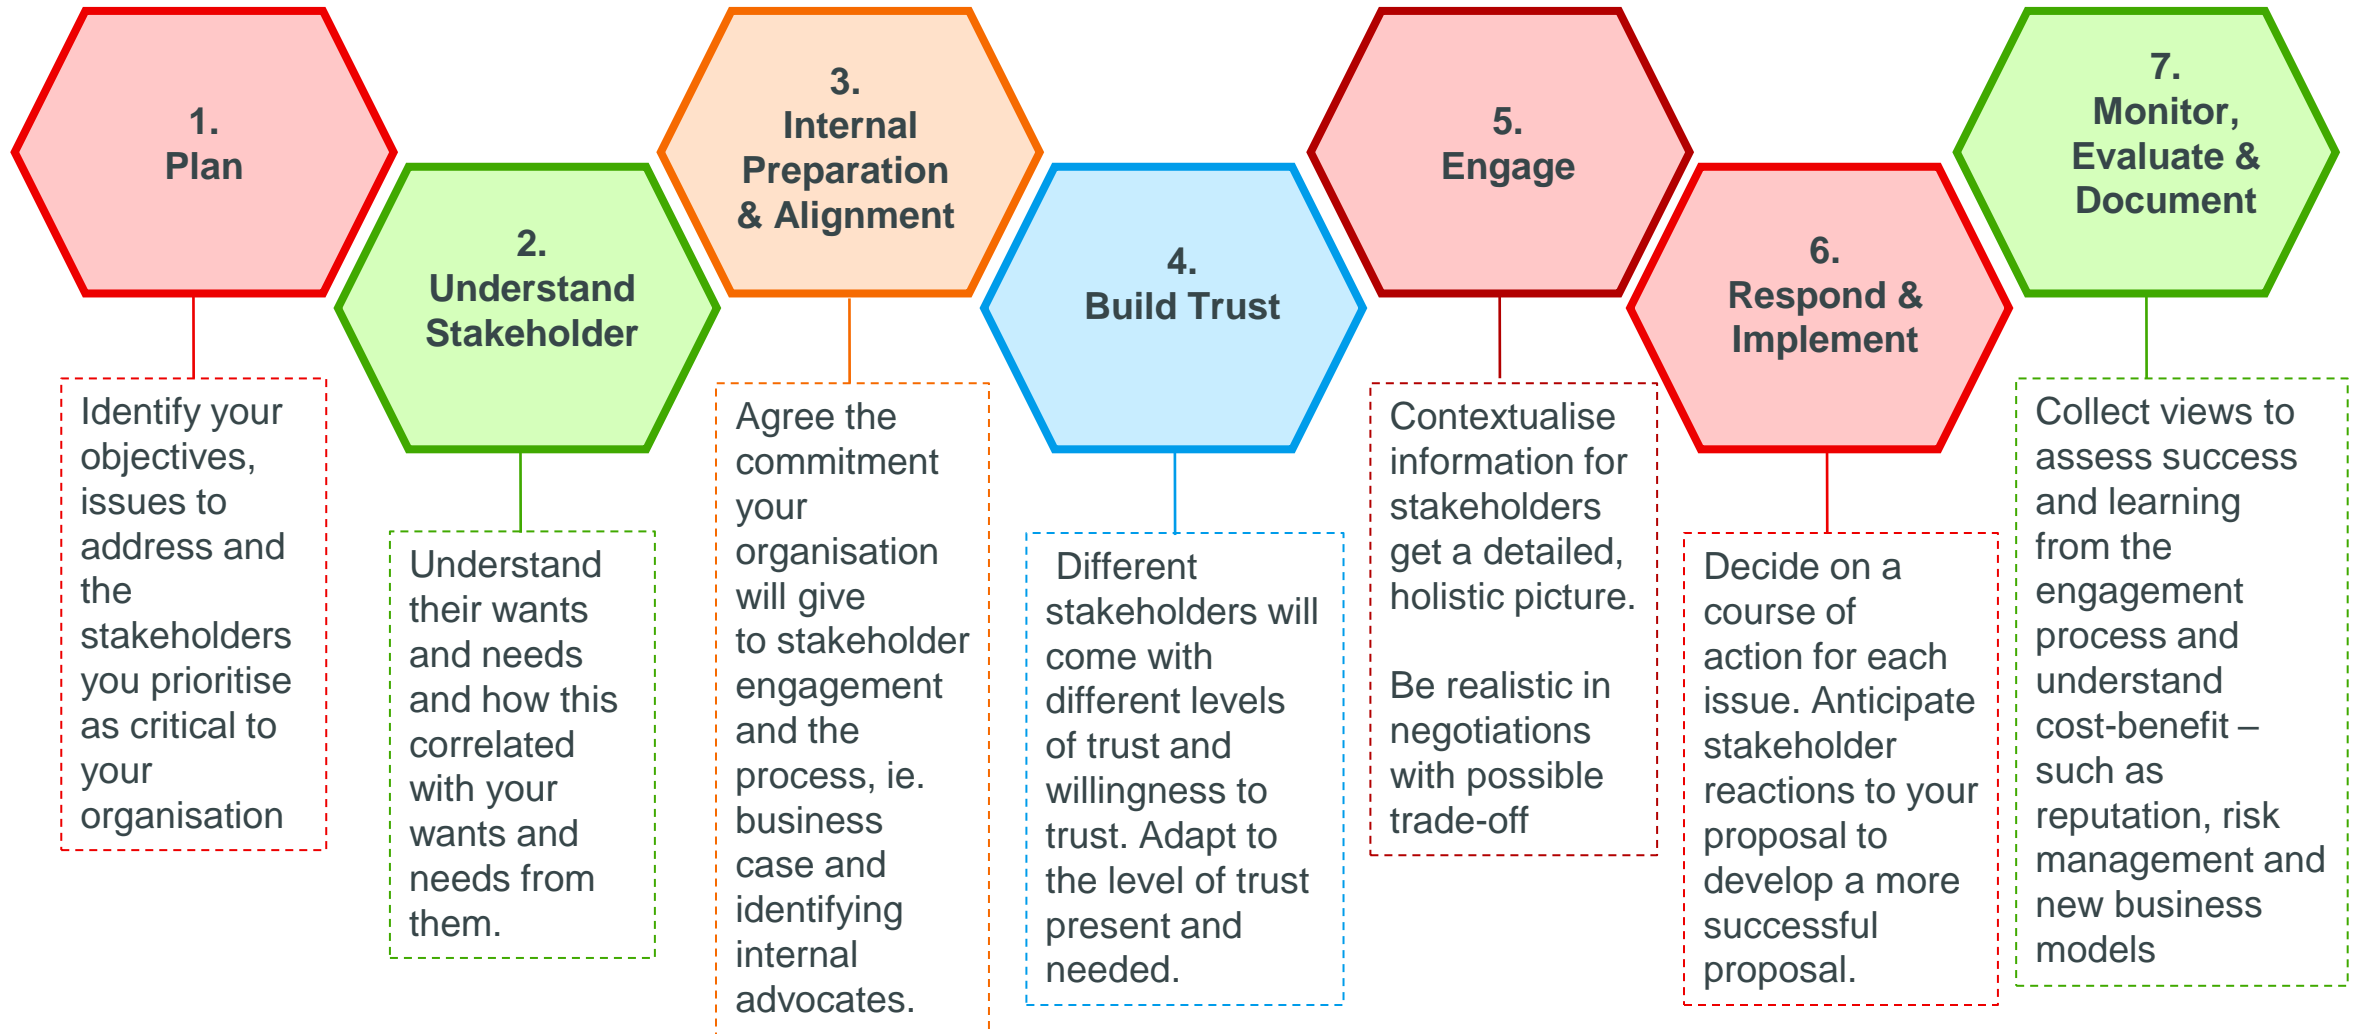 1.
Plan
Identify your
objectives,
issues to
address and
the
stakeholders
you prioritise
as critical to
your
organisation
2.
Understand
Stakeholder
Understand
their wants
and needs
and how this
correlated
with your
wants and
needs from
them.
3.
Internal
Preparation
& Alignment
Agree the
commitment
your
organisation
will give
to stakeholder
engagement
and the
process, ie.
business
case and
identifying
internal
advocates.
4.
Build Trust
Different
stakeholders will
come with
different levels
of trust and
willingness to
trust. Adapt to
the level of trust
present and
needed.
5.
Engage
Contextualise
information for
stakeholders
get a detailed,
holistic picture.
Be realistic in
negotiations
with possible
trade-off
6.
Respond &
Implement
Decide on a
course of
action for each
issue. Anticipate
stakeholder
reactions to your
proposal to
develop a more
successful
proposal.
7.
Monitor,
Evaluate &
Document
Collect views to
assess success
and learning
from the
engagement
process and
understand
cost-benefit –
such as
reputation, risk
management and
new business
models